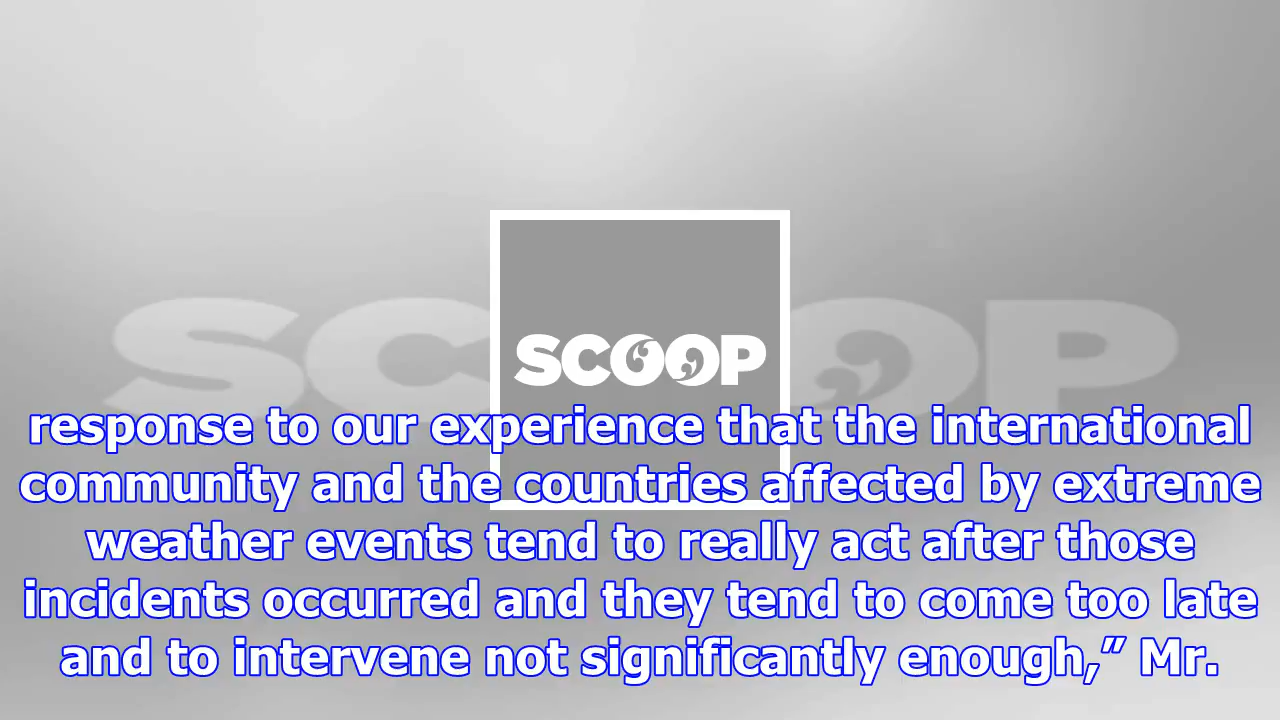 SCOOP
SCOOP
response to our experience that the international
community and the countries affected by extreme
weather events tend to really act after those
incidents occurred and they tend to come too late
and to intervene not significantly enough,” Mr.